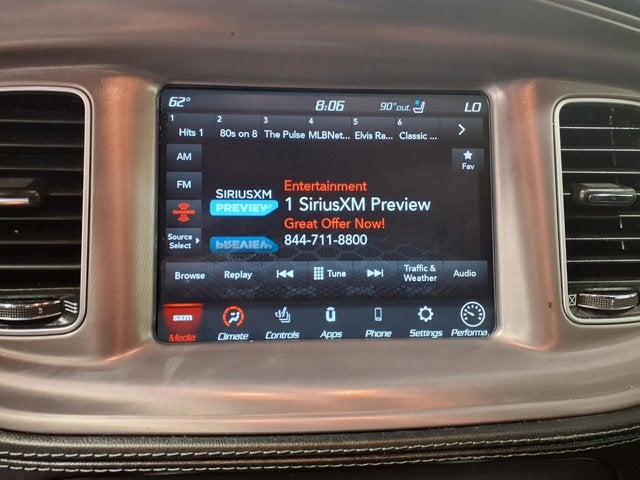 62° 8:06 90°out. LO
1 2 3 4 5 6
Hits 1 80s on 8 The Pulse MLBNet... Elvis Ra... Classic ...
AM
Fav
FM
Entertainment
SIRIUSXM
PREVIEW
1 SiriusXM Preview
Great Offer Now!
844-711-8800
Source
Select
Browse Replay Tune Traffic & Audio
Weather
sxm
Media Climate Controls Apps Phone Settings Performa